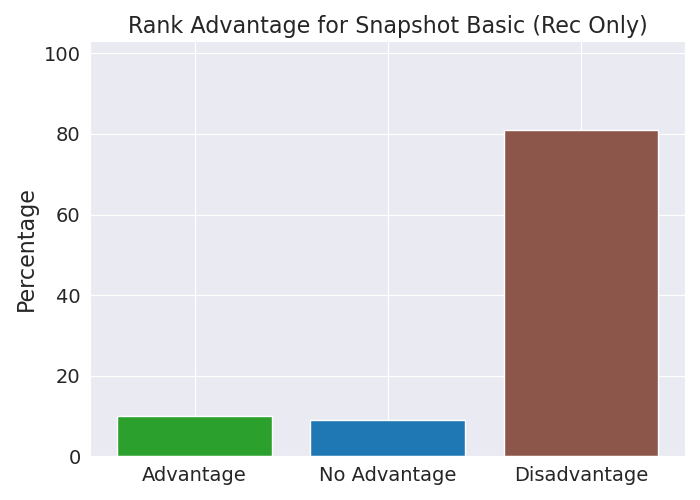 Rank Advantage for Snapshot Basic (Rec Only)
100
80
60
40
20
0
Percentage
Advantage
No Advantage
Disadvantage